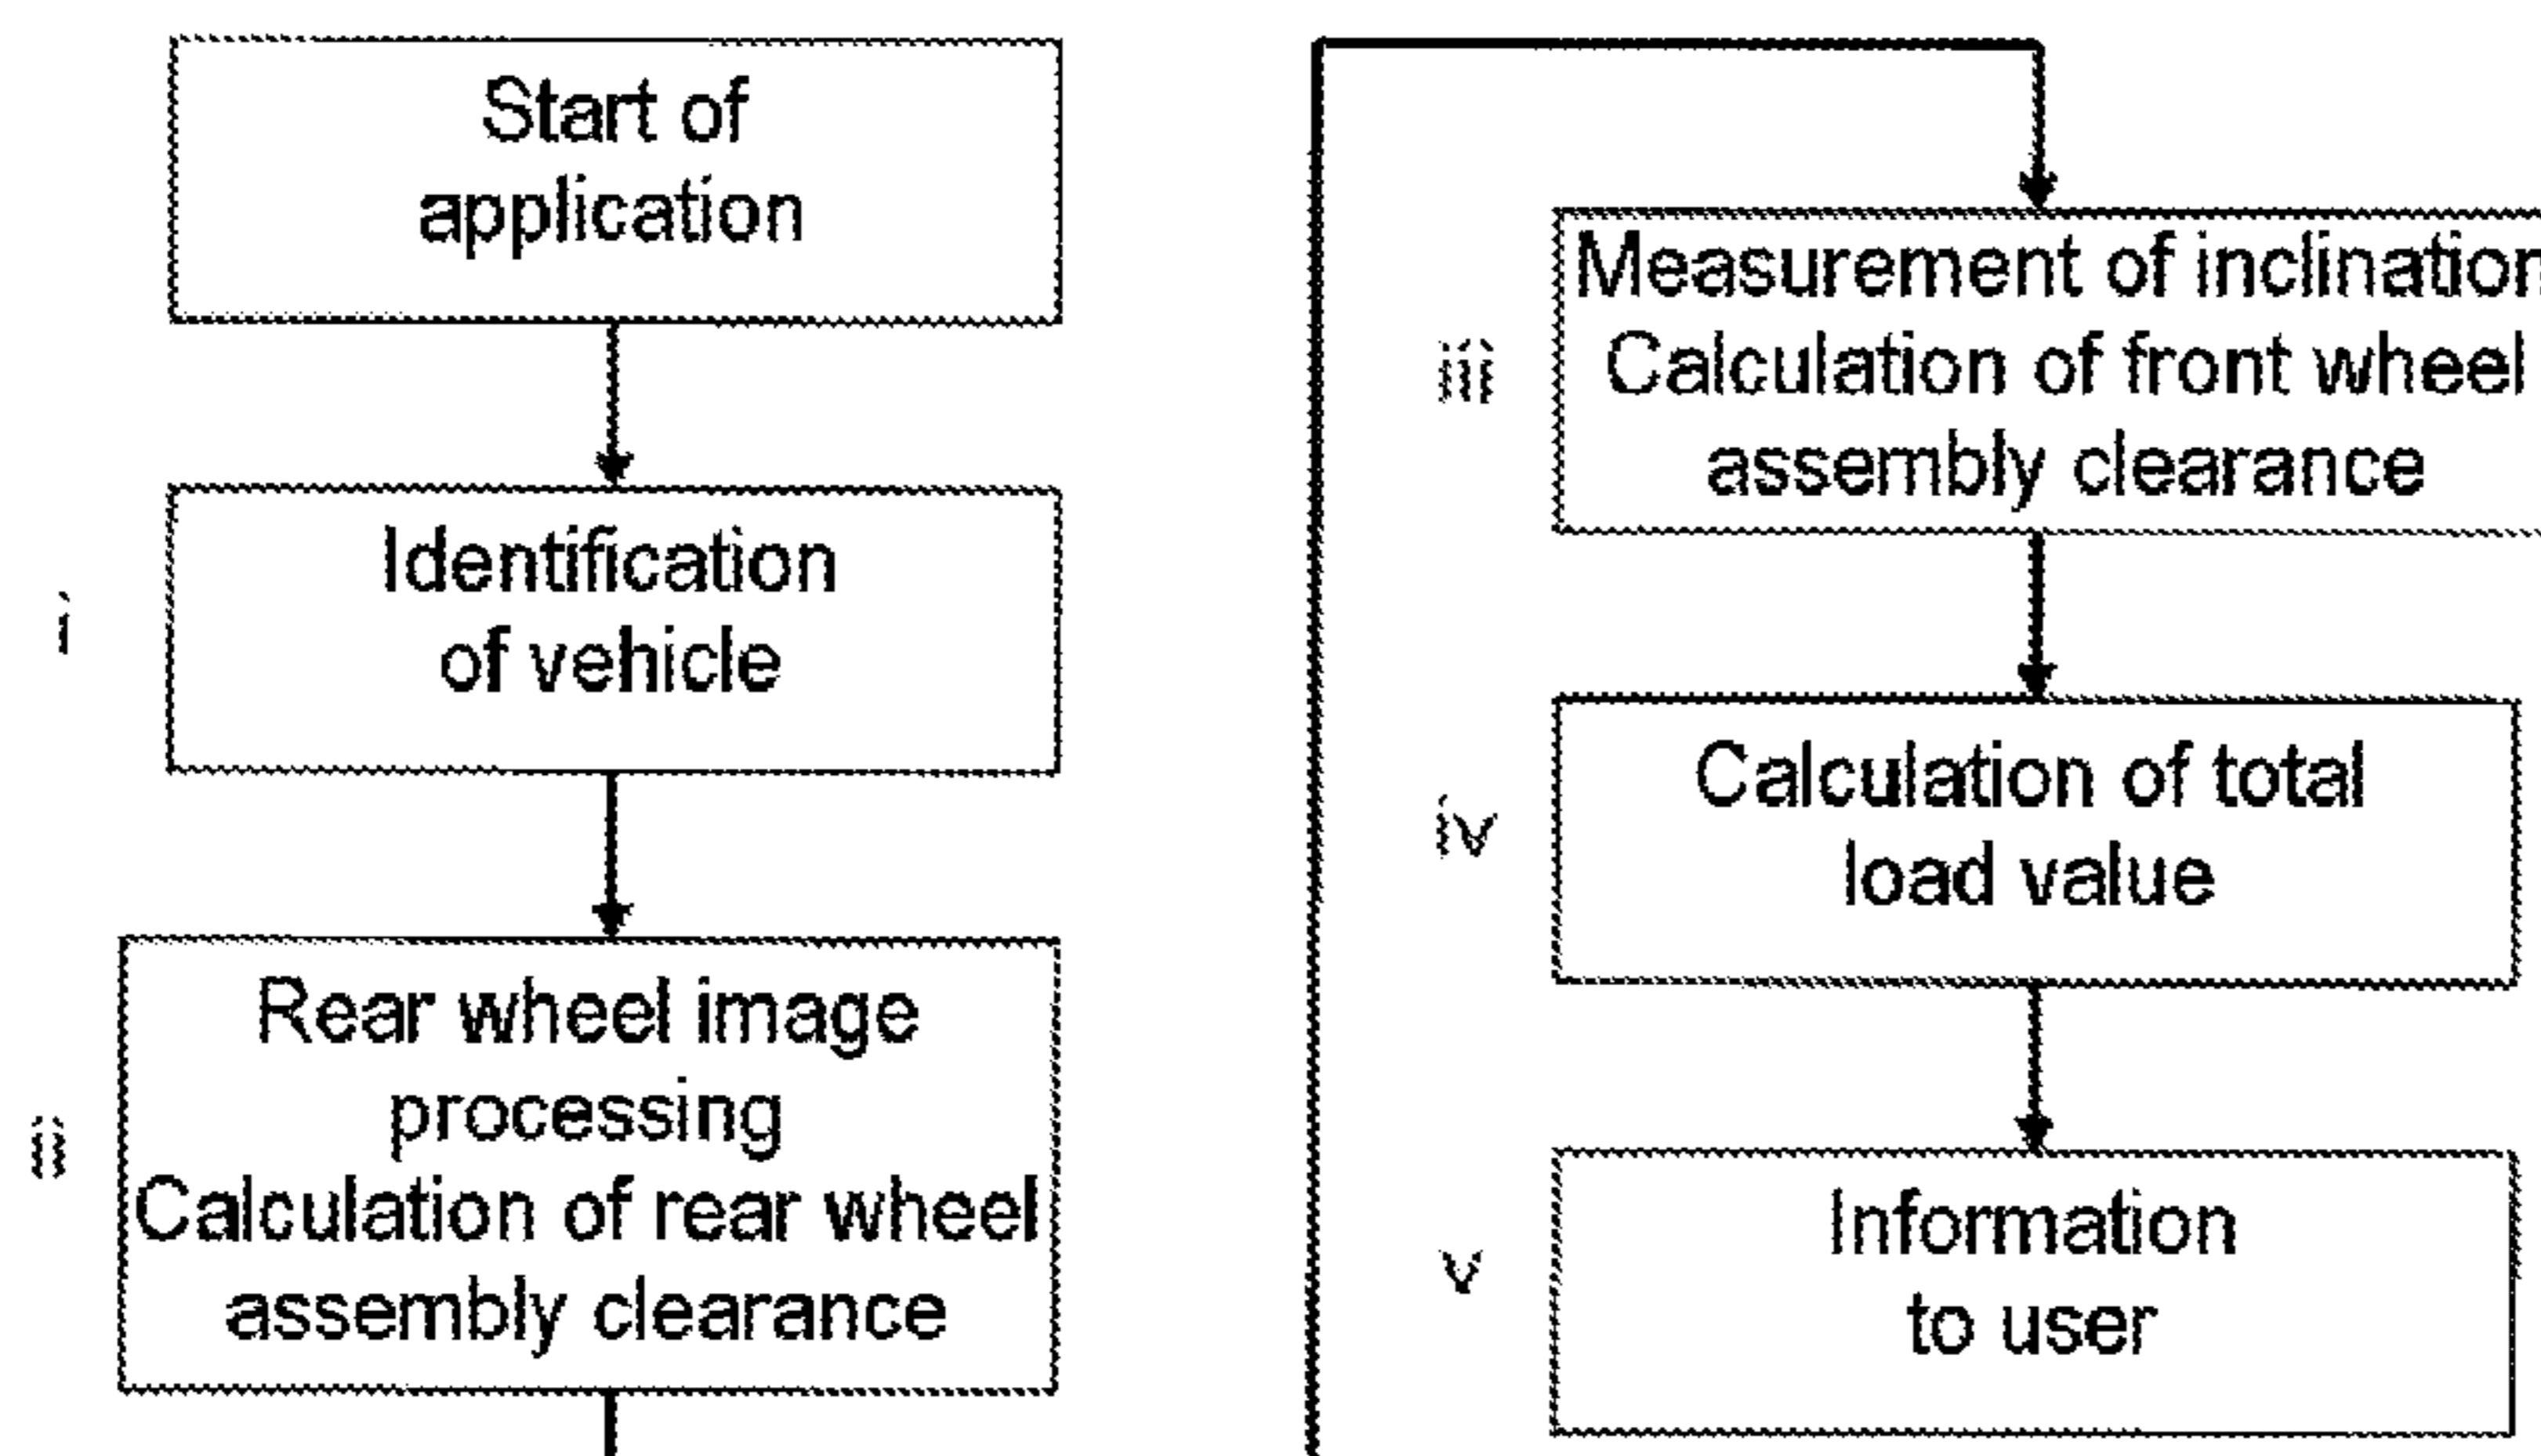 Start of
application
i
Identification
of vehicle
ii
Rear wheel image
processing
Calculation of rear wheel
assembly clearance
iii
Measurement of inclination
Calculation of front wheel
assembly clearance
iv
Calculation of total
load value
v
Information
to user